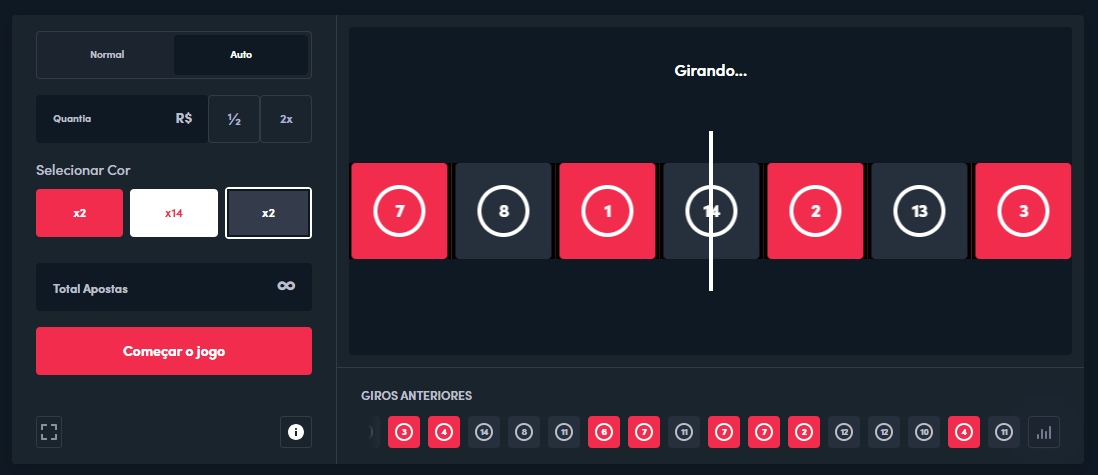 Normal Auto
Quantia R$ ½ 2x
Selecionar Cor
x2 x14 x2
Total Apostas ∞
Começar o jogo
Girando...
7 8 1 14 2 13 3
GIROS ANTERIORES
3 4 14 8 11 6 7 11 7 7 2 12 12 10 4 11